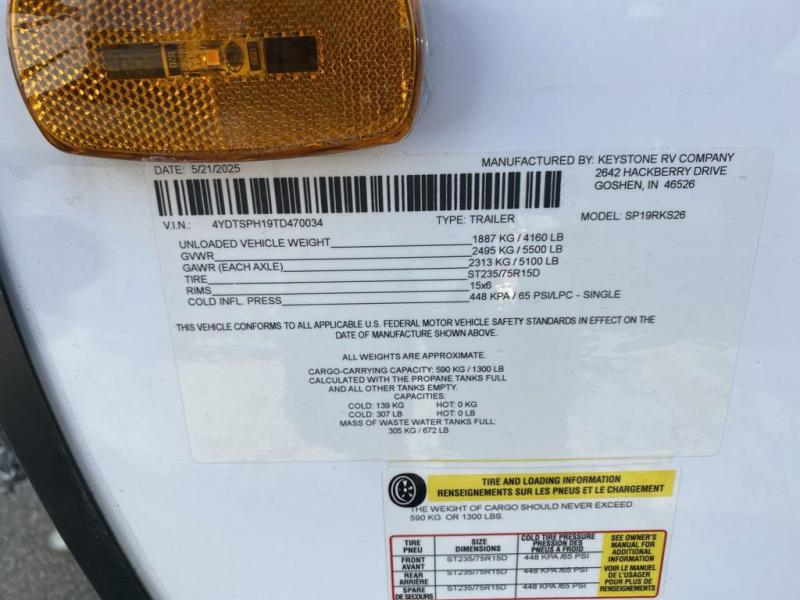 DATE: 5/21/2025
MANUFACTURED BY: KEYSTONE RV COMPANY
2642 HACKBERRY DRIVE
GOSHEN, IN 46526
V.I.N.: 4YDTSPH19TD470034 TYPE: TRAILER MODEL: SP19RKS26
UNLOADED VEHICLE WEIGHT 1887 KG / 4160 LB
GVWR 2495 KG / 5500 LB
GAWR (EACH AXLE) 2313 KG / 5100 LB
TIRE ST235/75R15D
RIMS 15x6
COLD INFL. PRESS 448 KPA / 65 PSI/LPC - SINGLE
THIS VEHICLE CONFORMS TO ALL APPLICABLE U.S. FEDERAL MOTOR VEHICLE SAFETY STANDARDS IN EFFECT ON THE
DATE OF MANUFACTURE SHOWN ABOVE.
ALL WEIGHTS ARE APPROXIMATE.
CARGO-CARRYING CAPACITY: 590 KG / 1300 LB
CALCULATED WITH THE PROPANE TANKS FULL
AND ALL OTHER TANKS EMPTY.
CAPACITIES:
COLD: 139 KG HOT: 0 KG
COLD: 307 LB HOT: 0 LB
MASS OF WASTE WATER TANKS FULL:
305 KG / 672 LB
TIRE AND LOADING INFORMATION
RENSEIGNEMENTS SUR LES PNEUS ET LE CHARGEMENT
THE WEIGHT OF CARGO SHOULD NEVER EXCEED
590 KG OR 1300 LBS.
TIRE
PNEU
SIZE
DIMENSIONS
COLD TIRE PRESSURE
PRESSION DES
PNEUS A FROID
SEE OWNER'S
MANUAL FOR
ADDITIONAL
INFORMATION
VOIR LE MANUEL
DE L'USAGER
POUR PLUS DE
RENSEIGNEMENTS
FRONT
AVANT
ST235/75R15D 448 KPA /65 PSI
REAR
ARRIÈRE
ST235/75R15D 448 KPA /65 PSI
SPARE
DE SECOURS
ST235/75R15D 448 KPA /65 PSI